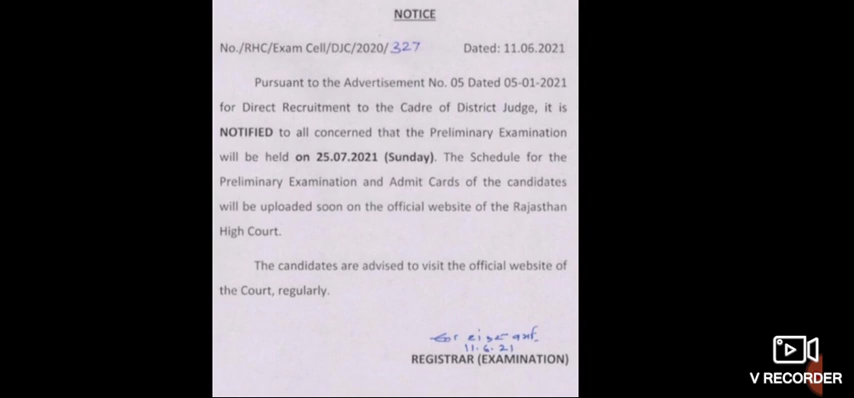 NOTICE
No./RHC/Exam Cell/DJC/2020/ 327 Dated: 11.06.2021
Pursuant to the Advertisement No. 05 Dated 05-01-2021
for Direct Recruitment to the Cadre of District Judge, it is
NOTIFIED to all concerned that the Preliminary Examination
will be held on 25.07.2021 (Sunday). The Schedule for the
Preliminary Examination and Admit Cards of the candidates
will be uploaded soon on the official website of the Rajasthan
High Court.
The candidates are advised to visit the official website of
the Court, regularly.
11.6.21
REGISTRAR (EXAMINATION)
V RECORDER